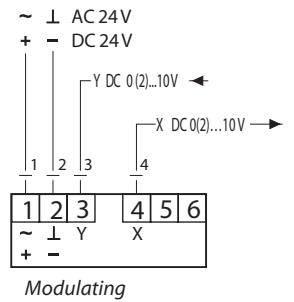 ~ ⊥ AC 24 V
+ − DC 24 V
Y DC 0(2)...10V
X DC 0(2)...10V
1 2 3 4
1 2 3 4 5 6
~ ⊥ Y X
+ −
Modulating